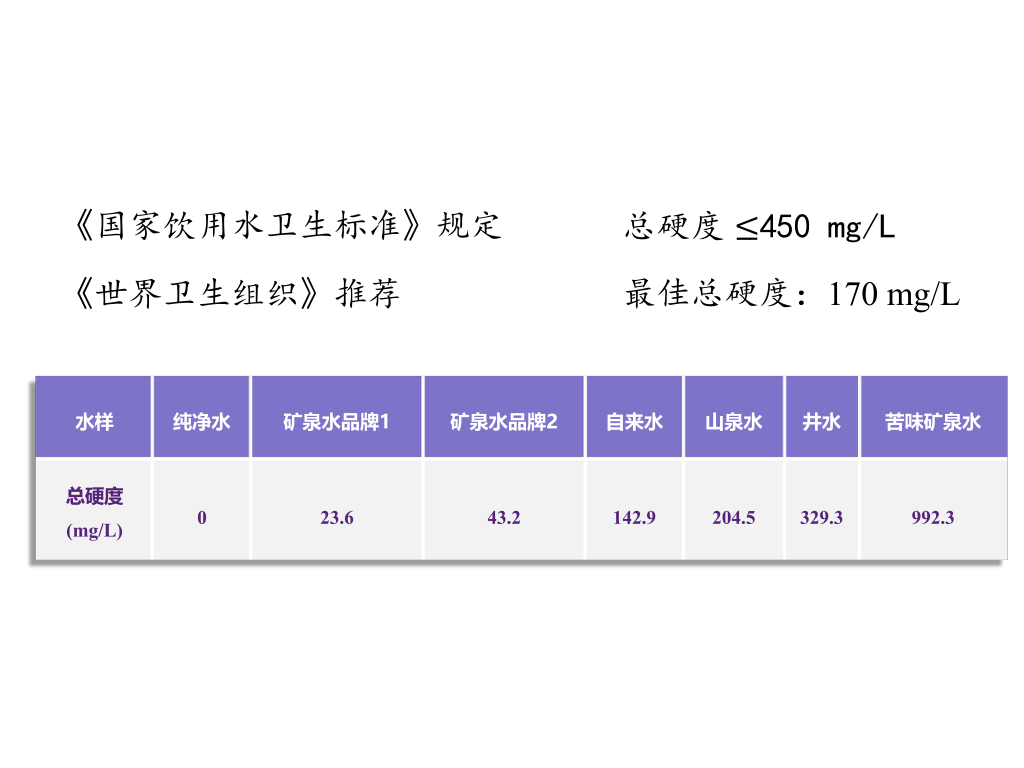 《国家饮用水卫生标准》规定 总硬度 ≤450 mg/L
《世界卫生组织》推荐 最佳总硬度：170 mg/L
水样 纯净水 矿泉水品牌1 矿泉水品牌2 自来水 山泉水 井水 苦味矿泉水
总硬度
(mg/L) 0 23.6 43.2 142.9 204.5 329.3 992.3